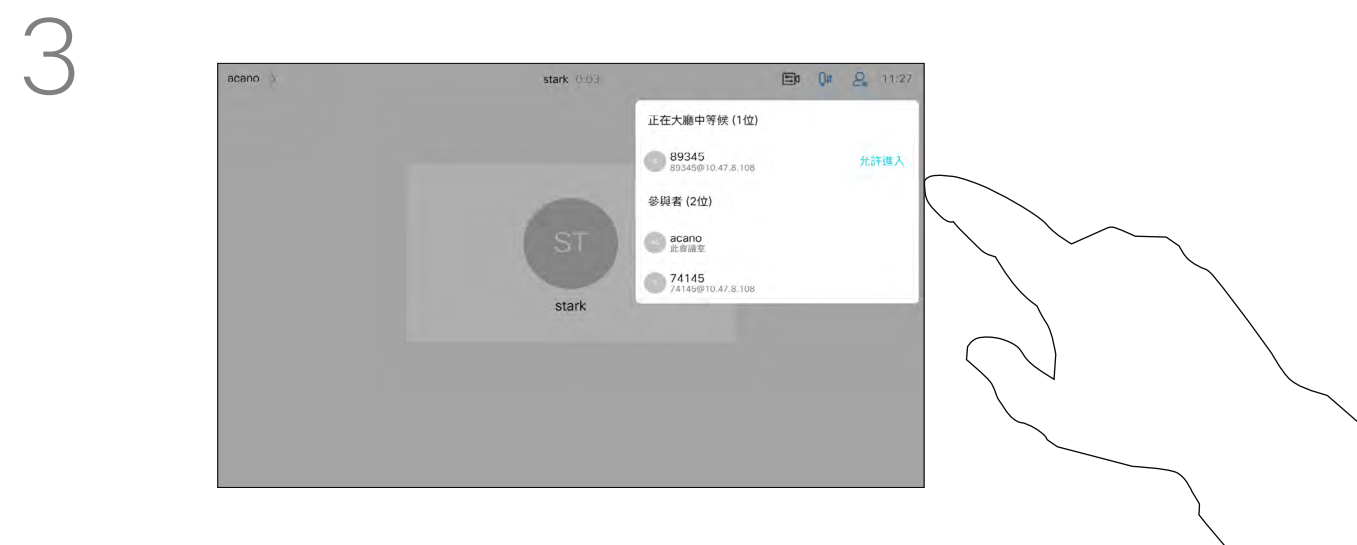 3
acano
stark 0:03
11:27
正在大廳中等候 (1位)
89345
允許進入
89345@10.47.8.108
參與者 (2位)
acano
此會議室
74145
74145@10.47.8.108
ST
stark